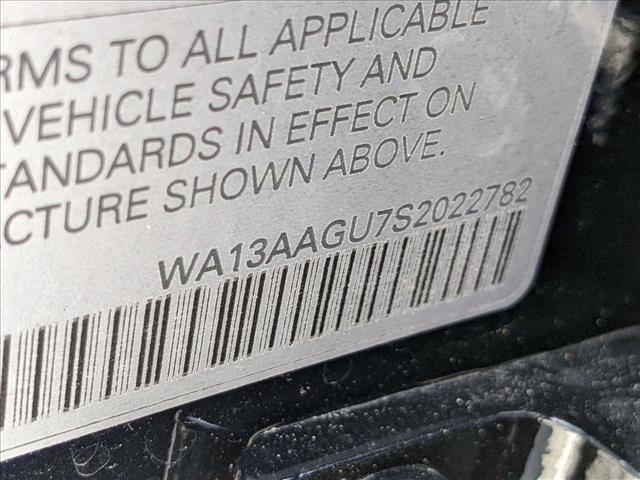 RMS TO ALL APPLICABLE
VEHICLE SAFETY AND
TANDARDS IN EFFECT ON
CTURE SHOWN ABOVE.
WA13AAGU7S2022782